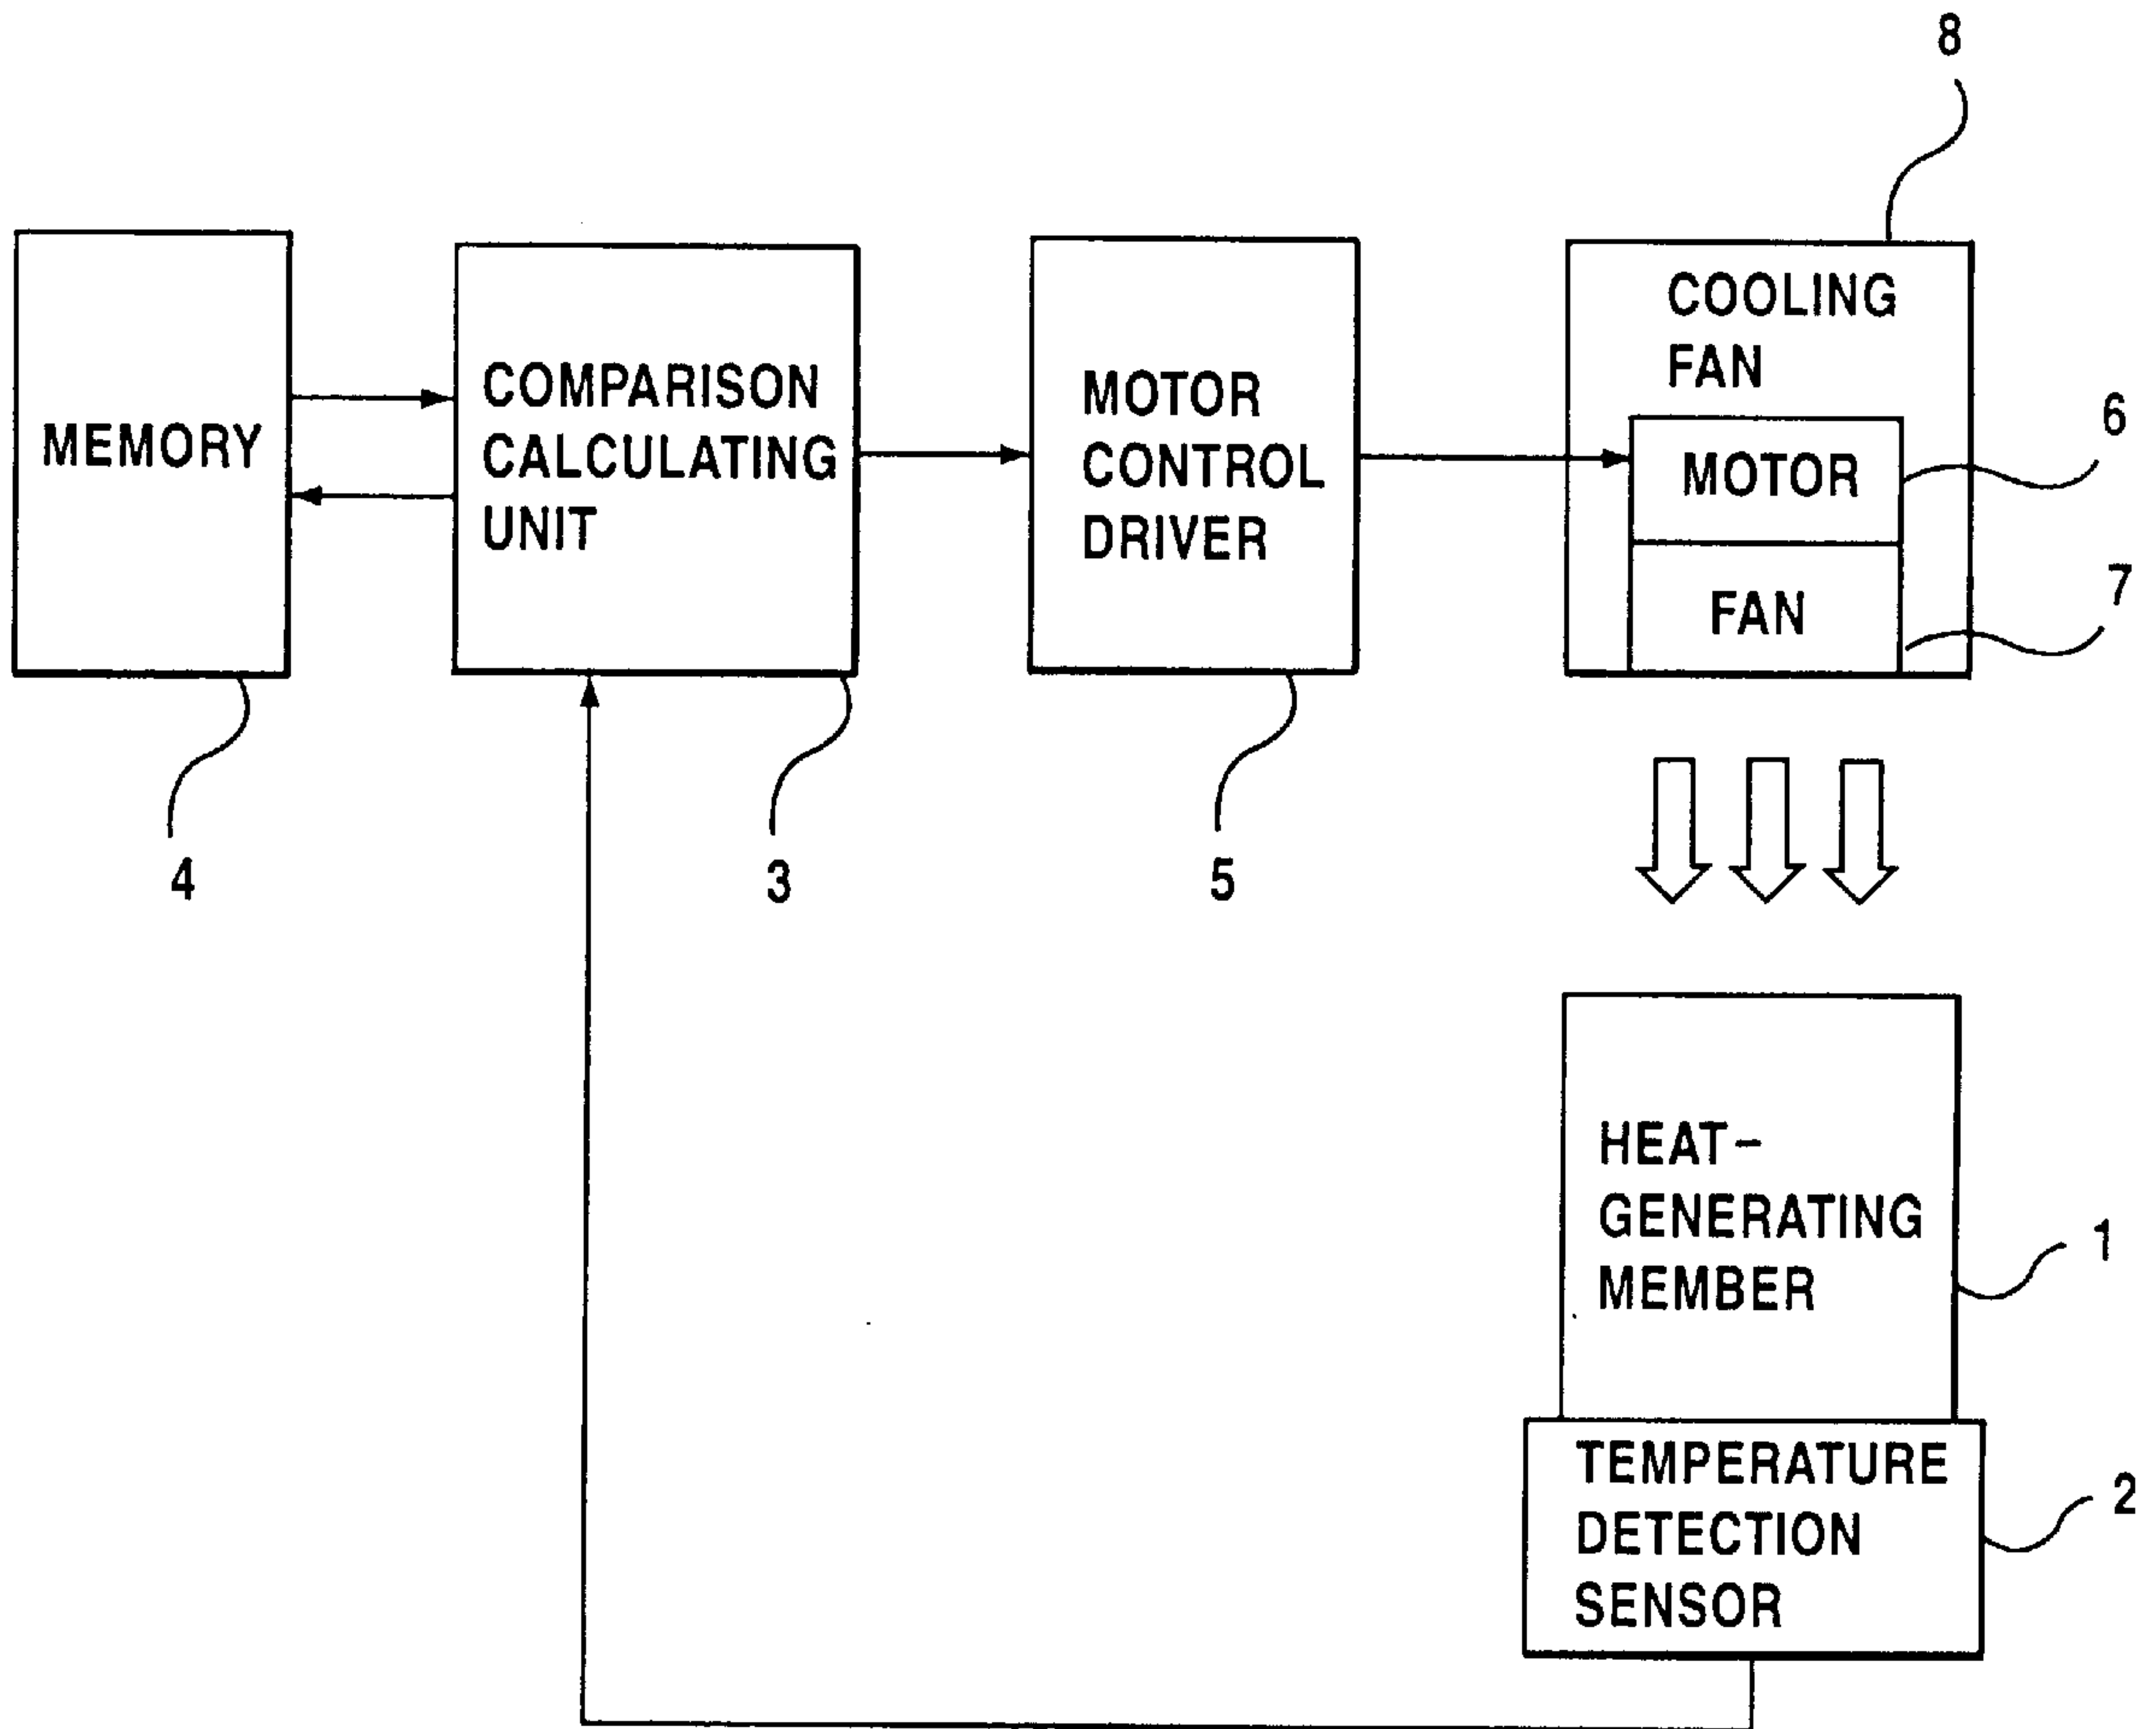 8
COOLING
FAN
MEMORY
COMPARISON
CALCULATING
UNIT
MOTOR
CONTROL
DRIVER
MOTOR
6
FAN
7
4
3
5
HEAT-
GENERATING
MEMBER
1
TEMPERATURE
DETECTION
SENSOR
2